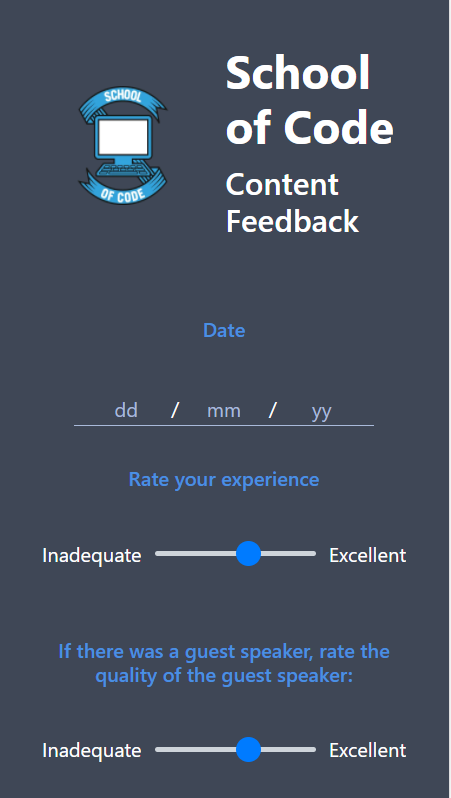 SCHOOL
OF CODE
School
of Code
Content
Feedback
Date
dd / mm / yy
Rate your experience
Inadequate Excellent
If there was a guest speaker, rate the
quality of the guest speaker:
Inadequate Excellent